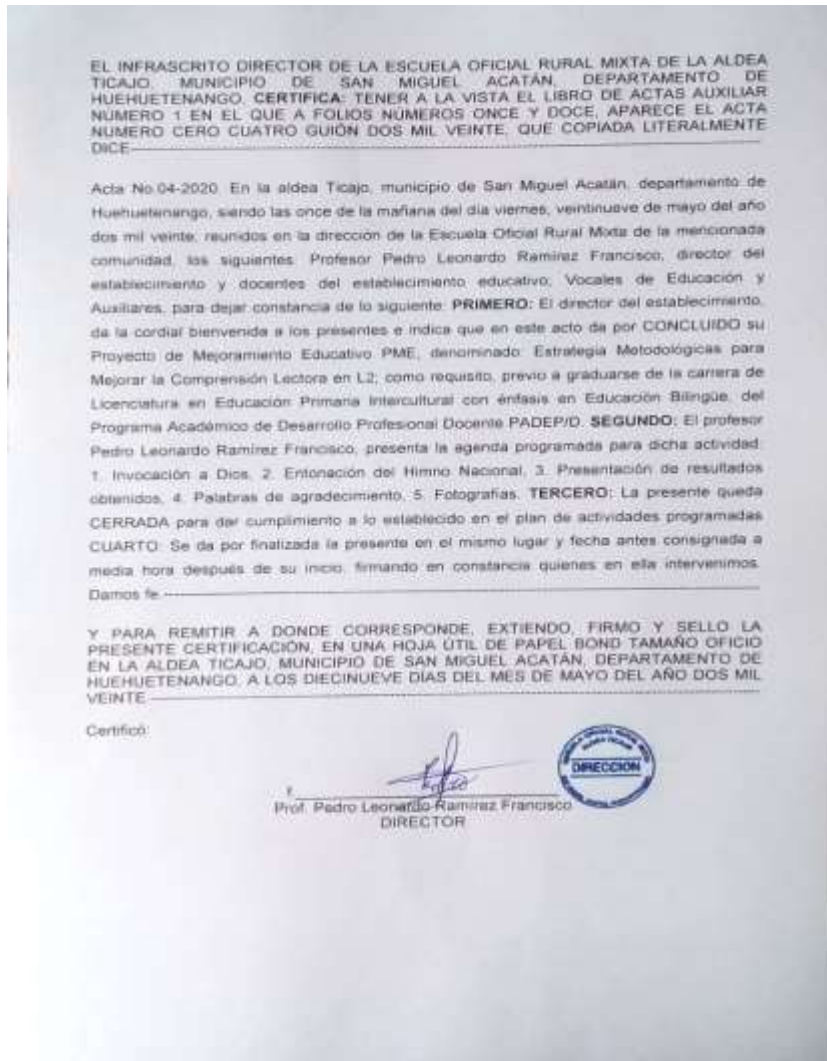 EL INFRASCRITO DIRECTOR DE LA ESCUELA OFICIAL RURAL MIXTA DE LA ALDEA
TICAJO, MUNICIPIO DE SAN MIGUEL ACATÁN, DEPARTAMENTO DE
HUEHUETENANGO, CERTIFICA: TENER A LA VISTA EL LIBRO DE ACTAS AUXILIAR
NÚMERO 1 EN EL QUE A FOLIOS NÚMEROS ONCE Y DOCE, APARECE EL ACTA
NUMERO CERO CUATRO GUIÓN DOS MIL VEINTE, QUE COPIADA LITERALMENTE
DICE
Acta No.04-2020. En la aldea Ticajo, municipio de San Miguel Acatán, departamento de
Huehuetenango, siendo las once de la mañana del día viernes, veintinueve de mayo del año
dos mil veinte, reunidos en la dirección de la Escuela Oficial Rural Mixta de la mencionada
comunidad, los siguientes: Profesor Pedro Leonardo Ramírez Francisco, director del
establecimiento y docentes del establecimiento educativo, Vocales de Educación y
Auxiliares, para dejar constancia de lo siguiente: PRIMERO: El director del establecimiento,
da la cordial bienvenida a los presentes e indica que en este acto da por CONCLUIDO su
Proyecto de Mejoramiento Educativo PME, denominado: Estrategia Metodológicas para
Mejorar la Comprensión Lectora en L2; como requisito, previo a graduarse de la carrera de
Licenciatura en Educación Primaria Intercultural con énfasis en Educación Bilingüe, del
Programa Académico de Desarrollo Profesional Docente PADEP/D. SEGUNDO: El profesor
Pedro Leonardo Ramírez Francisco, presenta la agenda programada para dicha actividad:
1. Invocación a Dios, 2. Entonación del Himno Nacional, 3. Presentación de resultados
obtenidos, 4. Palabras de agradecimiento, 5. Fotografías. TERCERO: La presente queda
CERRADA para dar cumplimiento a lo establecido en el plan de actividades programadas
CUARTO: Se da por finalizada la presente en el mismo lugar y fecha antes consignada a
media hora después de su inicio, firmando en constancia quienes en ella intervenimos.
Damos fe.
Y PARA REMITIR A DONDE CORRESPONDE, EXTIENDO, FIRMO Y SELLO LA
PRESENTE CERTIFICACIÓN, EN UNA HOJA ÚTIL DE PAPEL BOND TAMAÑO OFICIO
EN LA ALDEA TICAJO, MUNICIPIO DE SAN MIGUEL ACATÁN, DEPARTAMENTO DE
HUEHUETENANGO, A LOS DIECINUEVE DÍAS DEL MES DE MAYO DEL AÑO DOS MIL
VEINTE
Certificó:
DIRECCION
Prof. Pedro Leonardo Ramírez Francisco
DIRECTOR